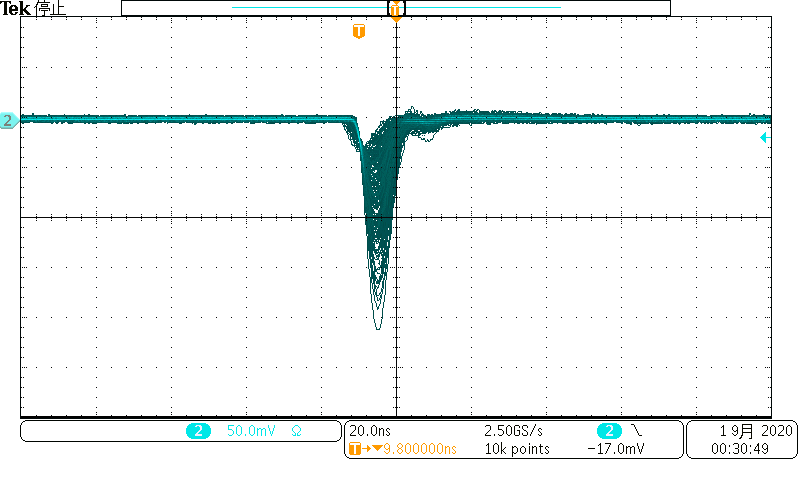 Tek 停止
T
T
2
2 50.0mV Ω
20.0ns 2.50GS/s 2
T→▼9.800000ns 10k points −17.0mV
1 9月 2020
00:30:49